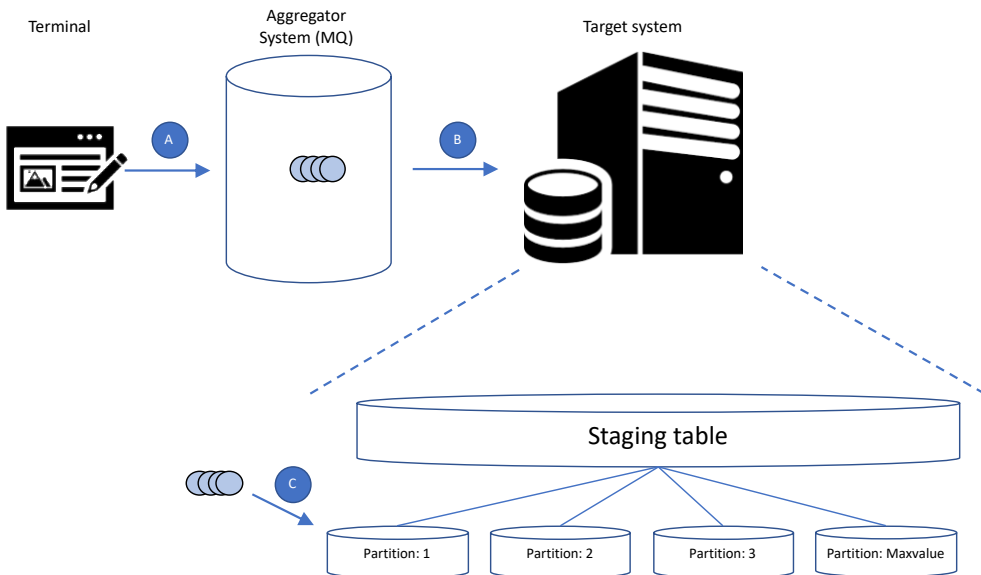 Terminal
Aggregator
System (MQ)
Target system
A
B
Staging table
C
Partition: 1
Partition: 2
Partition: 3
Partition: Maxvalue